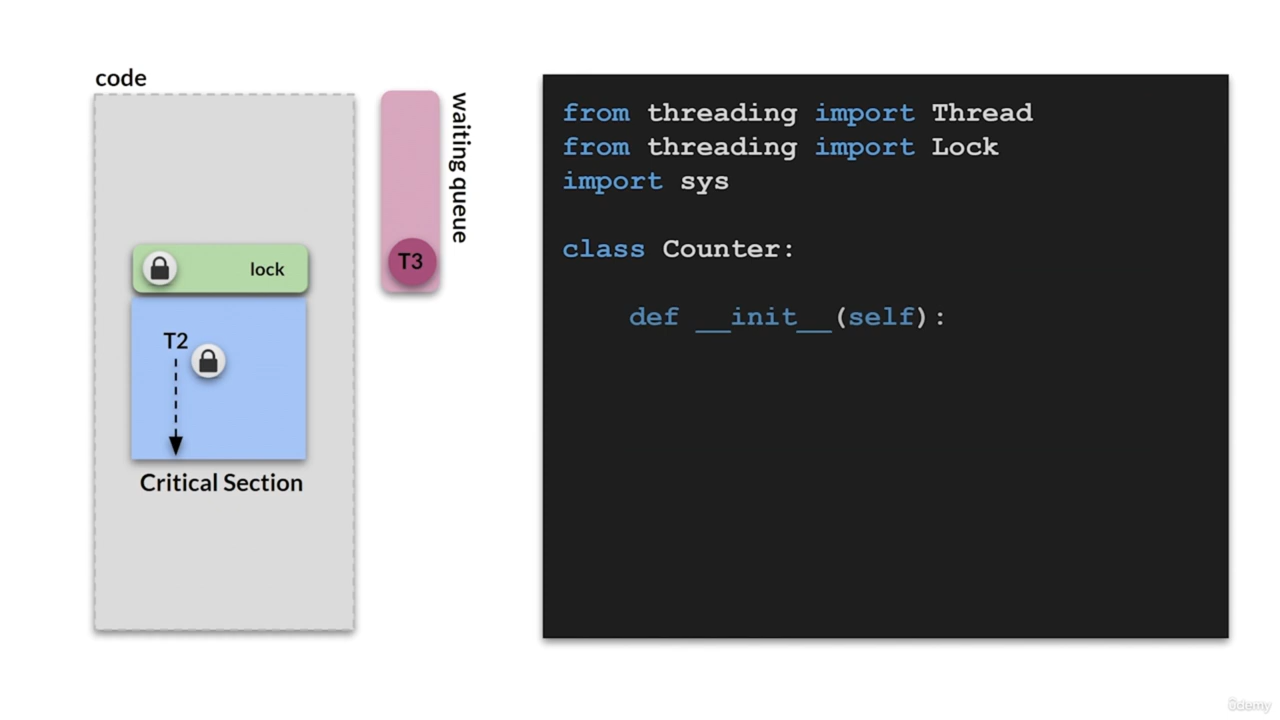 code
waiting queue
T3
lock
T2
Critical Section
from threading import Thread
from threading import Lock
import sys
class Counter:
    def __init__(self):
ûdemy